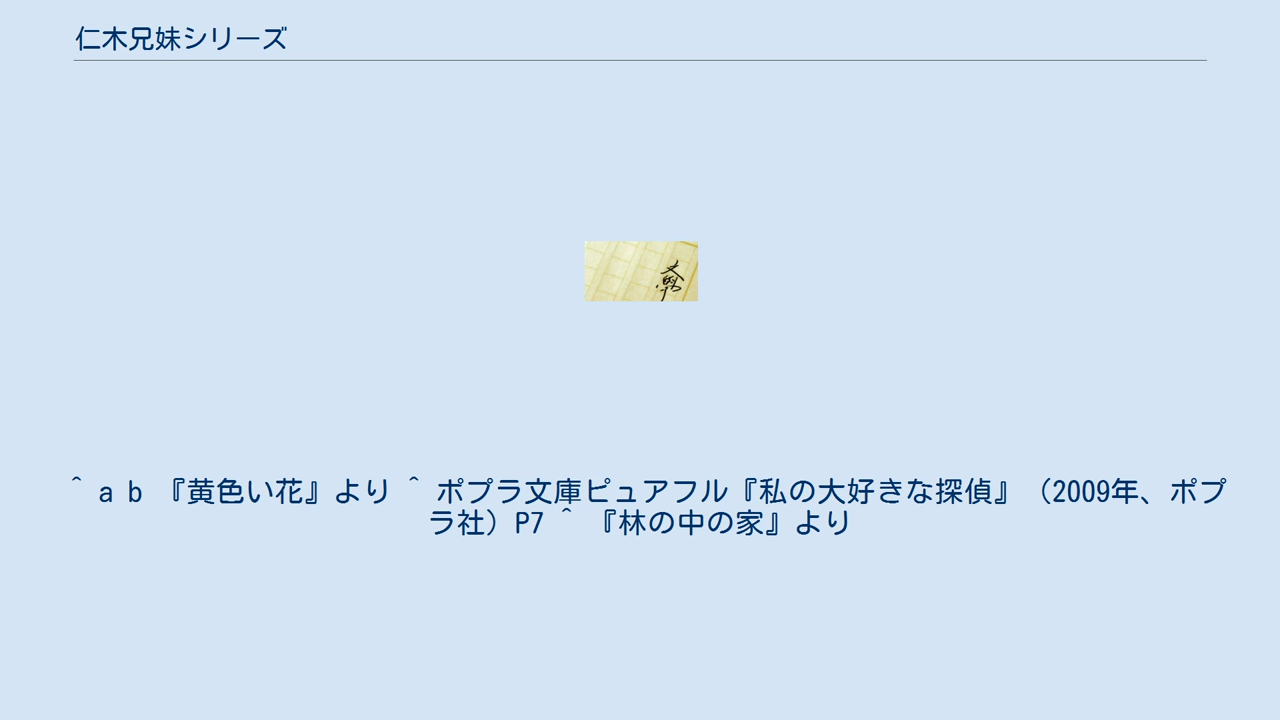 仁木兄妹シリーズ
^ a b 『黄色い花』より ^ ポプラ文庫ピュアフル『私の大好きな探偵』（2009年、ポプ
ラ社）P7 ^ 『林の中の家』より